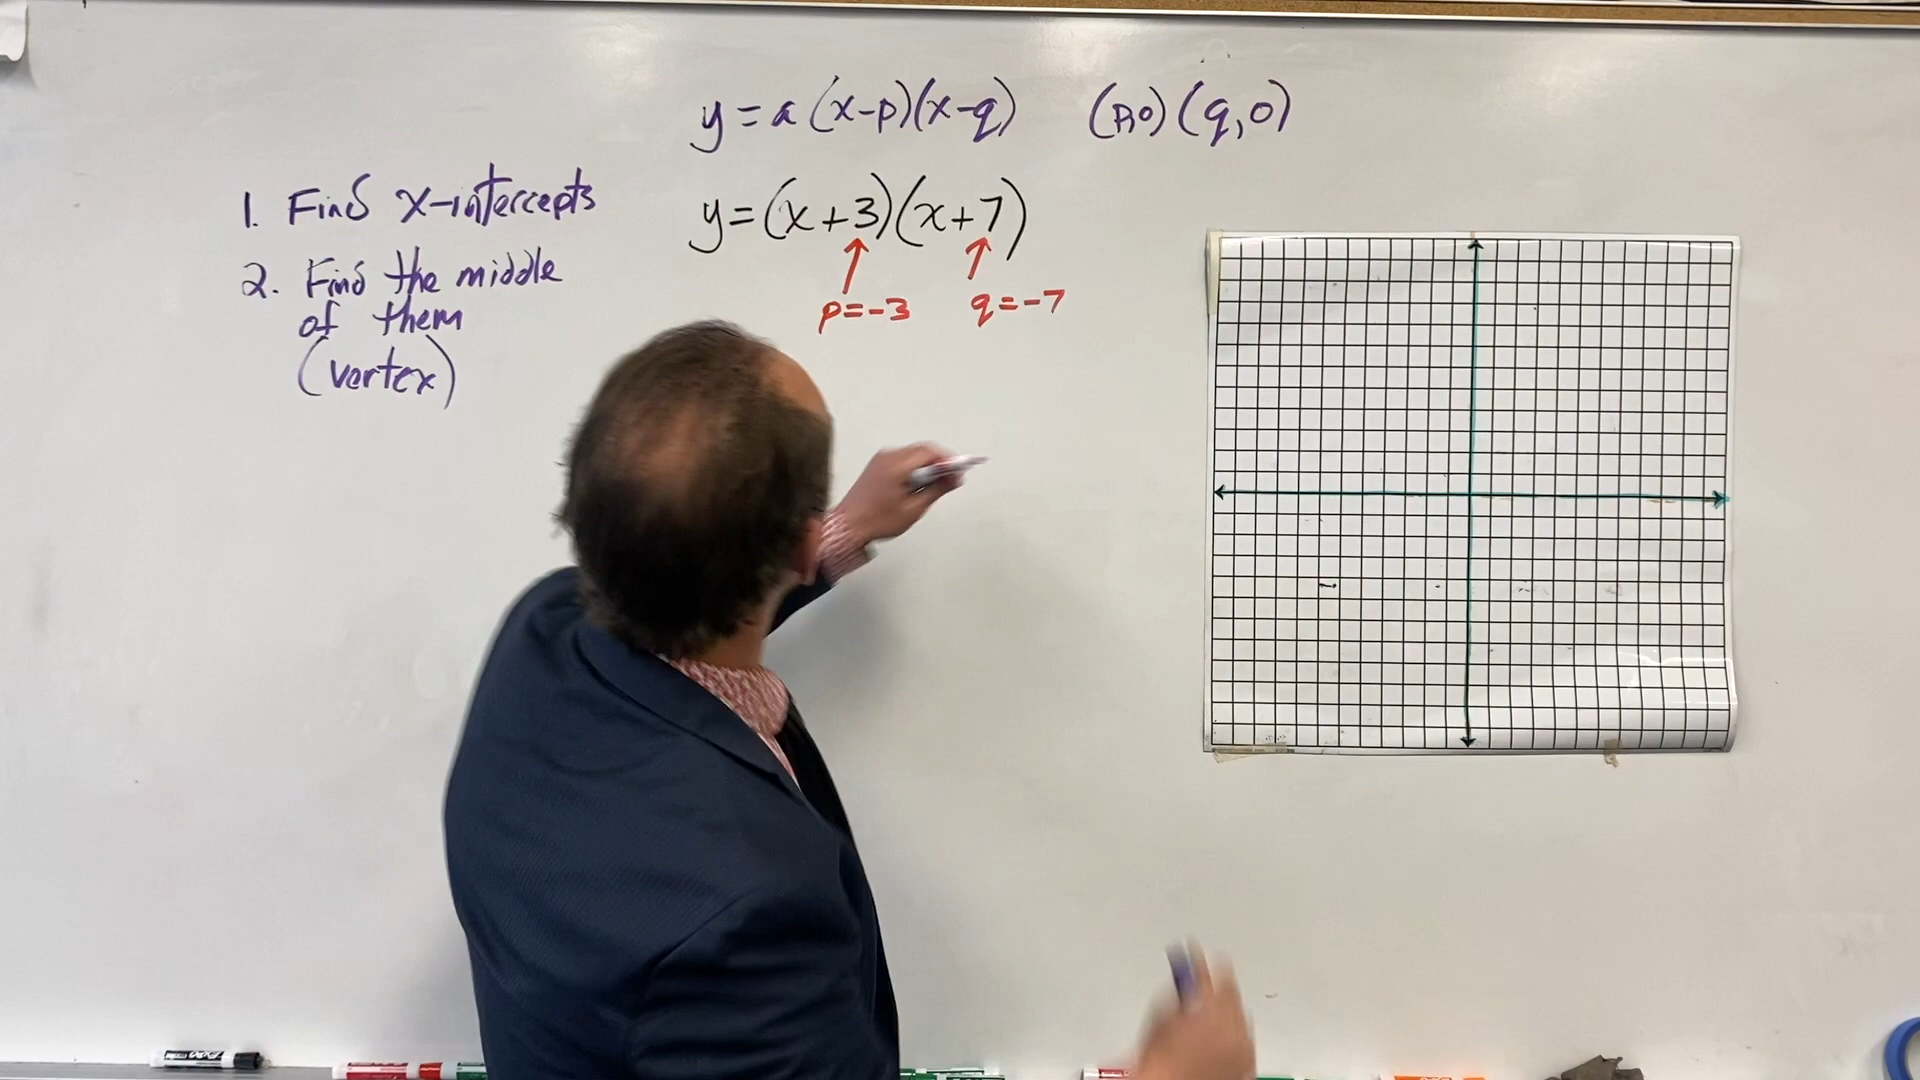 y=a(x-p)(x-q) (p,0) (q,0)
1. Find x-intercepts
2. Find the middle
of them
(vertex)
y=(x+3)(x+7)
p=-3 q=-7